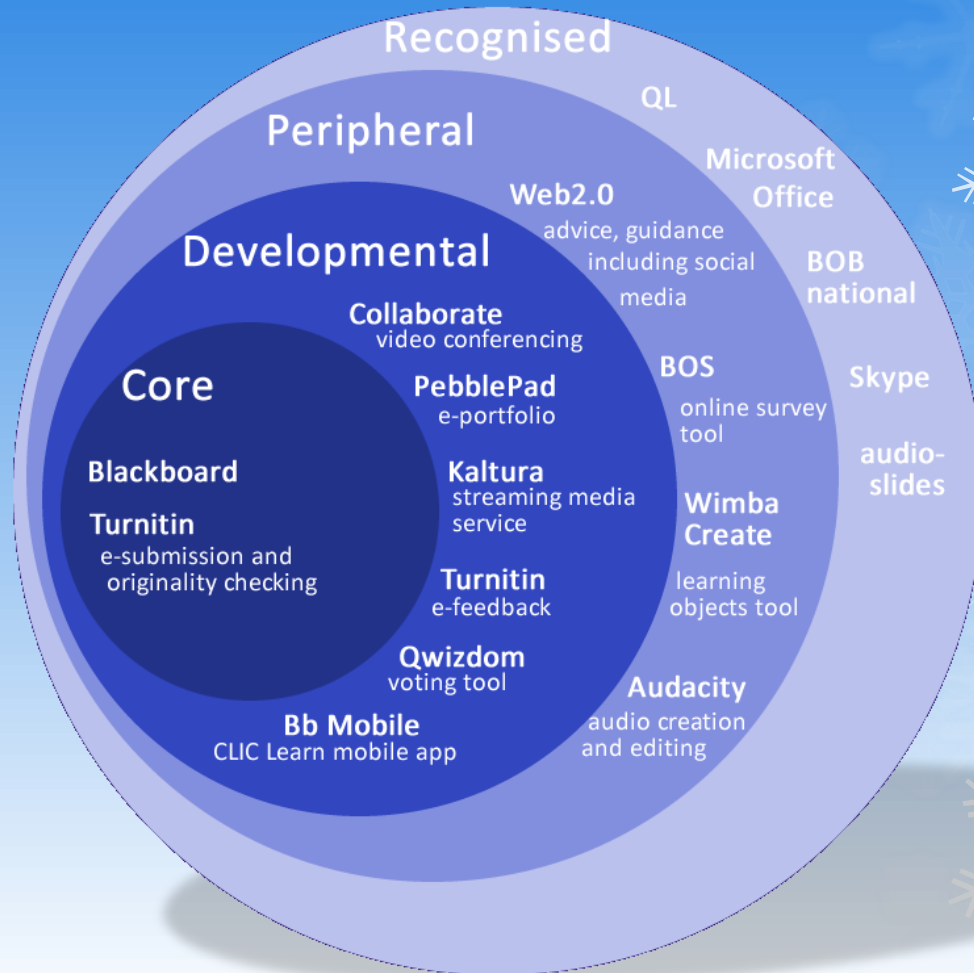 Recognised
QL
Microsoft
Office
BOB
national
Skype
audio-
slides
Peripheral
Web2.0
advice, guidance
including social
media
BOS
online survey
tool
Wimba
Create
learning
objects tool
Audacity
audio creation
and editing
Developmental
Collaborate
video conferencing
PebblePad
e-portfolio
Kaltura
streaming media
service
Turnitin
e-feedback
Qwizdom
voting tool
Bb Mobile
CLIC Learn mobile app
Core
Blackboard
Turnitin
e-submission and
originality checking